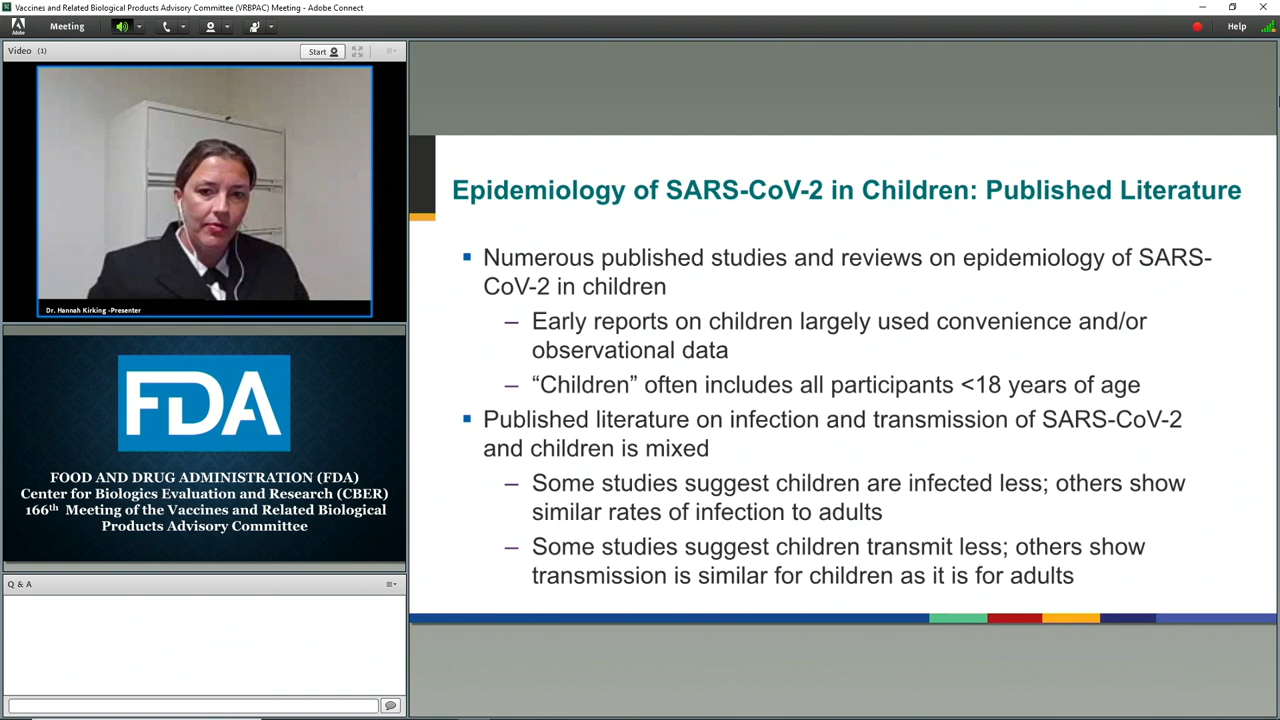 Vaccines and Related Biological Products Advisory Committee (VRBPAC) Meeting - Adobe Connect
Adobe
Meeting
Help
Video (1)
Start
Dr. Hannah Kirking -Presenter
FDA
FOOD AND DRUG ADMINISTRATION (FDA)
Center for Biologics Evaluation and Research (CBER)
166th Meeting of the Vaccines and Related Biological
Products Advisory Committee
Q & A
Epidemiology of SARS-CoV-2 in Children: Published Literature
Numerous published studies and reviews on epidemiology of SARS-
CoV-2 in children
– Early reports on children largely used convenience and/or
observational data
– “Children” often includes all participants <18 years of age
Published literature on infection and transmission of SARS-CoV-2
and children is mixed
– Some studies suggest children are infected less; others show
similar rates of infection to adults
– Some studies suggest children transmit less; others show
transmission is similar for children as it is for adults